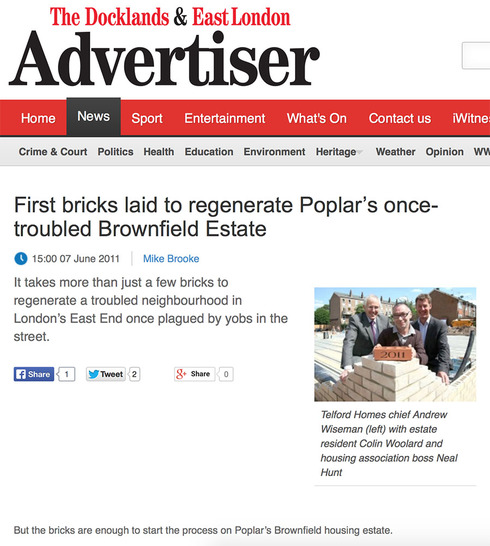 The Docklands & East London
Advertiser
Home News Sport Entertainment What's On Contact us iWitne
Crime & Court Politics Health Education Environment Heritage Weather Opinion WW
First bricks laid to regenerate Poplar's once-
troubled Brownfield Estate
15:00 07 June 2011 Mike Brooke
It takes more than just a few bricks to
regenerate a troubled neighbourhood in
London's East End once plagued by yobs in the
street.
Share 1 Tweet 2 Share 0
2011
Telford Homes chief Andrew
Wiseman (left) with estate
resident Colin Woolard and
housing association boss Neal
Hunt
But the bricks are enough to start the process on Poplar's Brownfield housing estate.